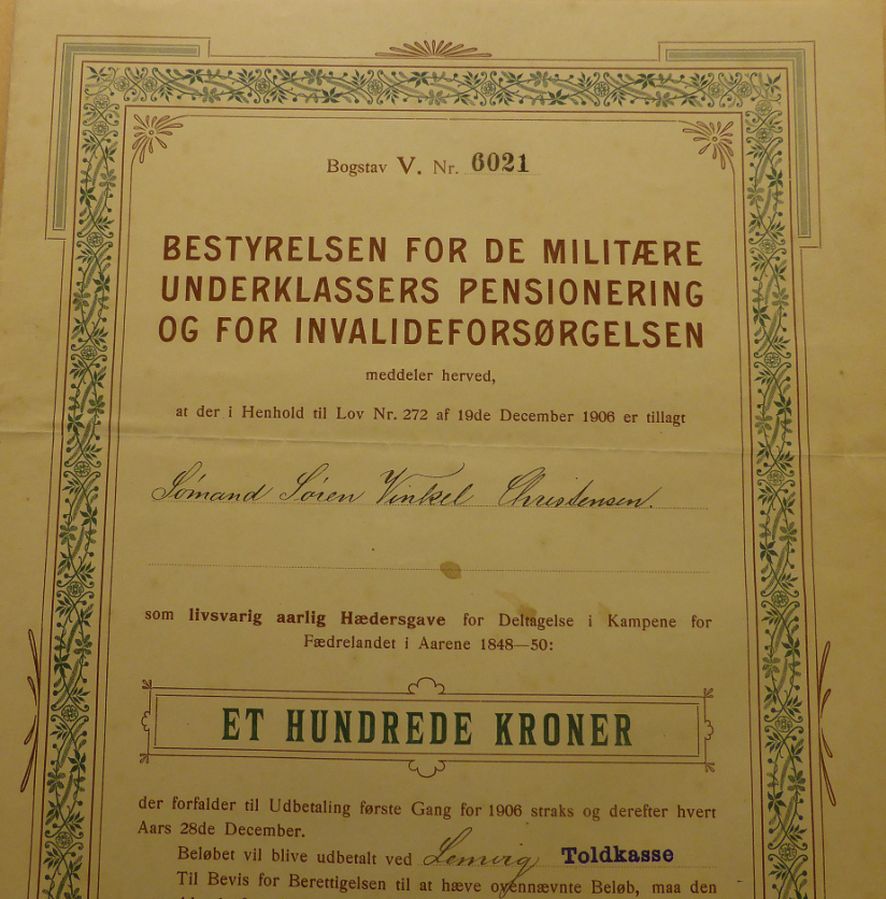 Bogstav V. Nr. 6021
BESTYRELSEN FOR DE MILITÆRE
UNDERKLASSERS PENSIONERING
OG FOR INVALIDEFORSØRGELSEN
meddeler herved,
at der i Henhold til Lov Nr. 272 af 19de December 1906 er tillagt
Sømand Søren Vinkel Christensen.
som livsvarig aarlig Hædersgave for Deltagelse i Kampene for
Fædrelandet i Aarene 1848—50:
ET HUNDREDE KRONER
der forfalder til Udbetaling første Gang for 1906 straks og derefter hvert
Aars 28de December.
Beløbet vil blive udbetalt ved Lemvig Toldkasse
Til Bevis for Berettigelsen til at hæve ovennævnte Beløb, maa den